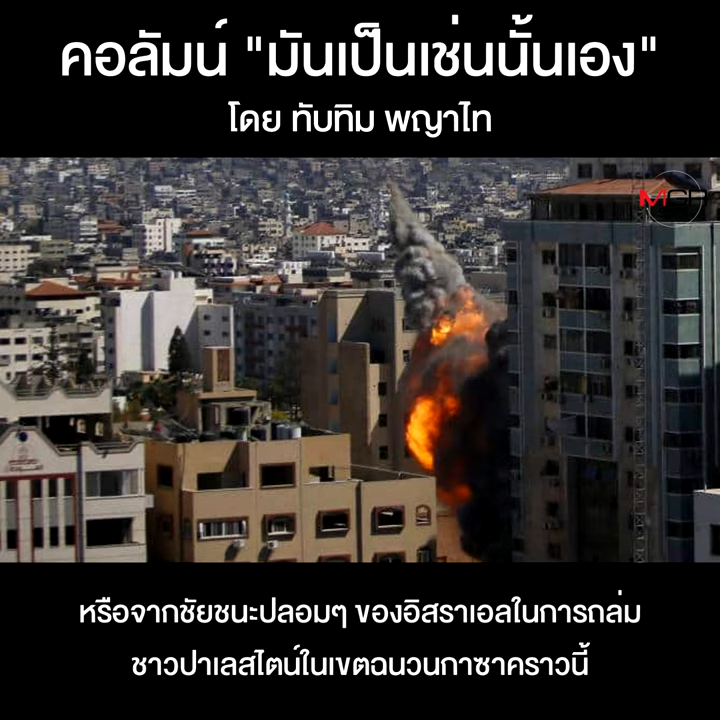 คอลัมน์ "มันเป็นเช่นนั้นเอง"
โดย ทับทิม พญาไท
หรือจากชัยชนะปลอมๆ ของอิสราเอลในการถล่ม
ชาวปาเลสไตน์ในเขตฉนวนกาซาคราวนี้